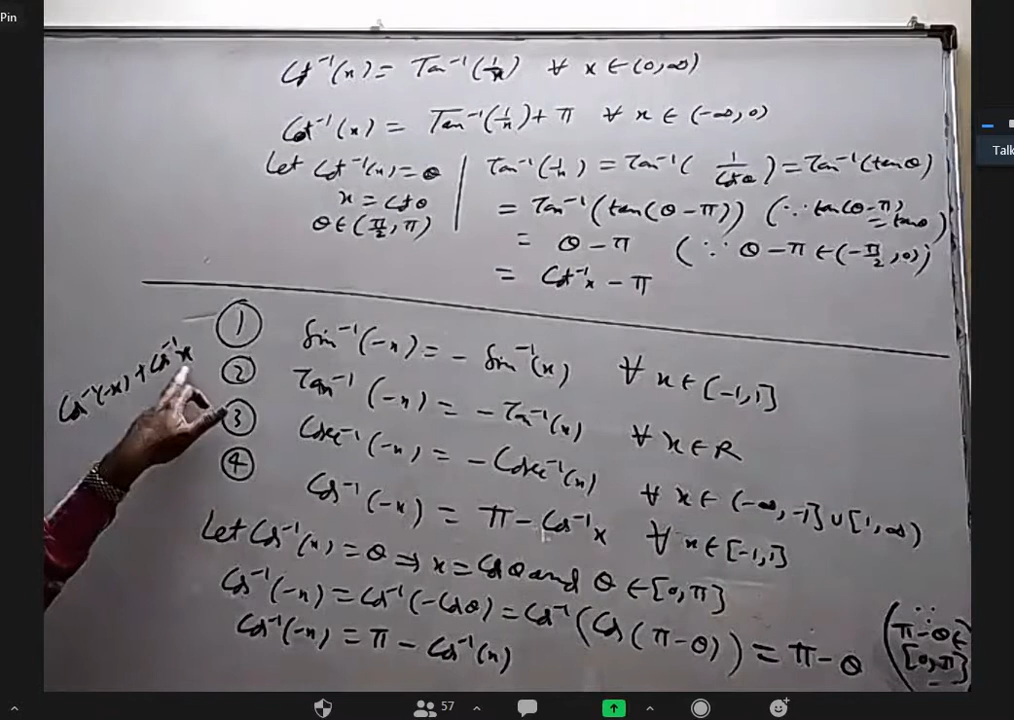 Pin
Cot⁻¹(x) = Tan⁻¹(1/x) ∀ x ∈ (0, ∞)
Cot⁻¹(x) = Tan⁻¹(1/x) + π ∀ x ∈ (-∞, 0)
Let Cot⁻¹(x) = θ
x = Cotθ
θ ∈ (π/2, π)
Tan⁻¹(1/x) = Tan⁻¹(1/Cotθ) = Tan⁻¹(tanθ)
= Tan⁻¹(tan(θ-π)) (∵ tan(θ-π) = tanθ)
= θ - π (∵ θ-π ∈ (-π/2, 0))
= Cot⁻¹x - π
① Sin⁻¹(-x) = - Sin⁻¹(x) ∀ x ∈ [-1, 1]
② Tan⁻¹(-x) = - Tan⁻¹(x) ∀ x ∈ R
③ Cosec⁻¹(-x) = - Cosec⁻¹(x) ∀ x ∈ (-∞, -1] ∪ [1, ∞)
④ Cos⁻¹(-x) = π - Cos⁻¹x ∀ x ∈ [-1, 1]
Cos⁻¹(-x) + Cos⁻¹x
Let Cos⁻¹(x) = θ ⇒ x = Cosθ and θ ∈ [0, π]
Cos⁻¹(-x) = Cos⁻¹(-Cosθ) = Cos⁻¹(Cos(π-θ)) = π-θ (∵ π-θ ∈ [0, π])
Cos⁻¹(-x) = π - Cos⁻¹(x)
Talk
57